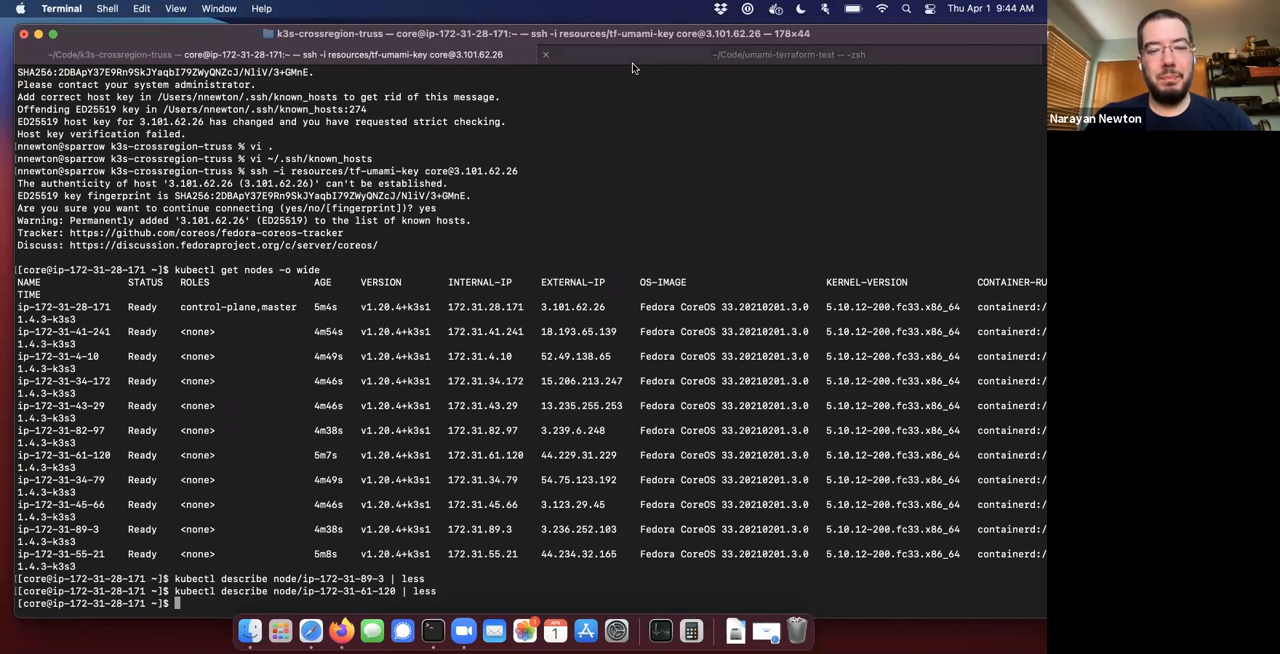 Terminal Shell Edit View Window Help Thu Apr 1 9:44 AM
k3s-crossregion-truss — core@ip-172-31-28-171:~ — ssh -i resources/tf-umami-key core@3.101.62.26 — 178×44
~/Code/k3s-crossregion-truss — core@ip-172-31-28-171:~ — ssh -i resources/tf-umami-key core@3.101.62.26 ~/Code/umami-terraform-test — -zsh
SHA256:2DBApY37E9Rn9SkJYaqbI79ZWyQNZcJ/NliV/3+GMnE.
Please contact your system administrator.
Add correct host key in /Users/nnewton/.ssh/known_hosts to get rid of this message.
Offending ED25519 key in /Users/nnewton/.ssh/known_hosts:274
ED25519 host key for 3.101.62.26 has changed and you have requested strict checking.
Host key verification failed.
nnewton@sparrow k3s-crossregion-truss % vi .
nnewton@sparrow k3s-crossregion-truss % vi ~/.ssh/known_hosts
nnewton@sparrow k3s-crossregion-truss % ssh -i resources/tf-umami-key core@3.101.62.26
The authenticity of host '3.101.62.26 (3.101.62.26)' can't be established.
ED25519 key fingerprint is SHA256:2DBApY37E9Rn9SkJYaqbI79ZWyQNZcJ/NliV/3+GMnE.
Are you sure you want to continue connecting (yes/no/[fingerprint])? yes
Warning: Permanently added '3.101.62.26' (ED25519) to the list of known hosts.
Tracker: https://github.com/coreos/fedora-coreos-tracker
Discuss: https://discussion.fedoraproject.org/c/server/coreos/
[[core@ip-172-31-28-171 ~]$ kubectl get nodes -o wide
NAME STATUS ROLES AGE VERSION INTERNAL-IP EXTERNAL-IP OS-IMAGE KERNEL-VERSION CONTAINER-RU
TIME
ip-172-31-28-171 Ready control-plane,master 5m4s v1.20.4+k3s1 172.31.28.171 3.101.62.26 Fedora CoreOS 33.20210201.3.0 5.10.12-200.fc33.x86_64 containerd:/
1.4.3-k3s3
ip-172-31-41-241 Ready <none> 4m54s v1.20.4+k3s1 172.31.41.241 18.193.65.139 Fedora CoreOS 33.20210201.3.0 5.10.12-200.fc33.x86_64 containerd:/
1.4.3-k3s3
ip-172-31-4-10 Ready <none> 4m49s v1.20.4+k3s1 172.31.4.10 52.49.138.65 Fedora CoreOS 33.20210201.3.0 5.10.12-200.fc33.x86_64 containerd:/
1.4.3-k3s3
ip-172-31-34-172 Ready <none> 4m46s v1.20.4+k3s1 172.31.34.172 15.206.213.247 Fedora CoreOS 33.20210201.3.0 5.10.12-200.fc33.x86_64 containerd:/
1.4.3-k3s3
ip-172-31-43-29 Ready <none> 4m46s v1.20.4+k3s1 172.31.43.29 13.235.255.253 Fedora CoreOS 33.20210201.3.0 5.10.12-200.fc33.x86_64 containerd:/
1.4.3-k3s3
ip-172-31-82-97 Ready <none> 4m38s v1.20.4+k3s1 172.31.82.97 3.239.6.248 Fedora CoreOS 33.20210201.3.0 5.10.12-200.fc33.x86_64 containerd:/
1.4.3-k3s3
ip-172-31-61-120 Ready <none> 5m7s v1.20.4+k3s1 172.31.61.120 44.229.31.229 Fedora CoreOS 33.20210201.3.0 5.10.12-200.fc33.x86_64 containerd:/
1.4.3-k3s3
ip-172-31-34-79 Ready <none> 4m49s v1.20.4+k3s1 172.31.34.79 54.75.123.192 Fedora CoreOS 33.20210201.3.0 5.10.12-200.fc33.x86_64 containerd:/
1.4.3-k3s3
ip-172-31-45-66 Ready <none> 4m46s v1.20.4+k3s1 172.31.45.66 3.123.29.45 Fedora CoreOS 33.20210201.3.0 5.10.12-200.fc33.x86_64 containerd:/
1.4.3-k3s3
ip-172-31-89-3 Ready <none> 4m38s v1.20.4+k3s1 172.31.89.3 3.236.252.103 Fedora CoreOS 33.20210201.3.0 5.10.12-200.fc33.x86_64 containerd:/
1.4.3-k3s3
ip-172-31-55-21 Ready <none> 5m8s v1.20.4+k3s1 172.31.55.21 44.234.32.165 Fedora CoreOS 33.20210201.3.0 5.10.12-200.fc33.x86_64 containerd:/
1.4.3-k3s3
[[core@ip-172-31-28-171 ~]$ kubectl describe node/ip-172-31-89-3 | less
[[core@ip-172-31-28-171 ~]$ kubectl describe node/ip-172-31-61-120 | less
[core@ip-172-31-28-171 ~]$
Narayan Newton
APR
1
1